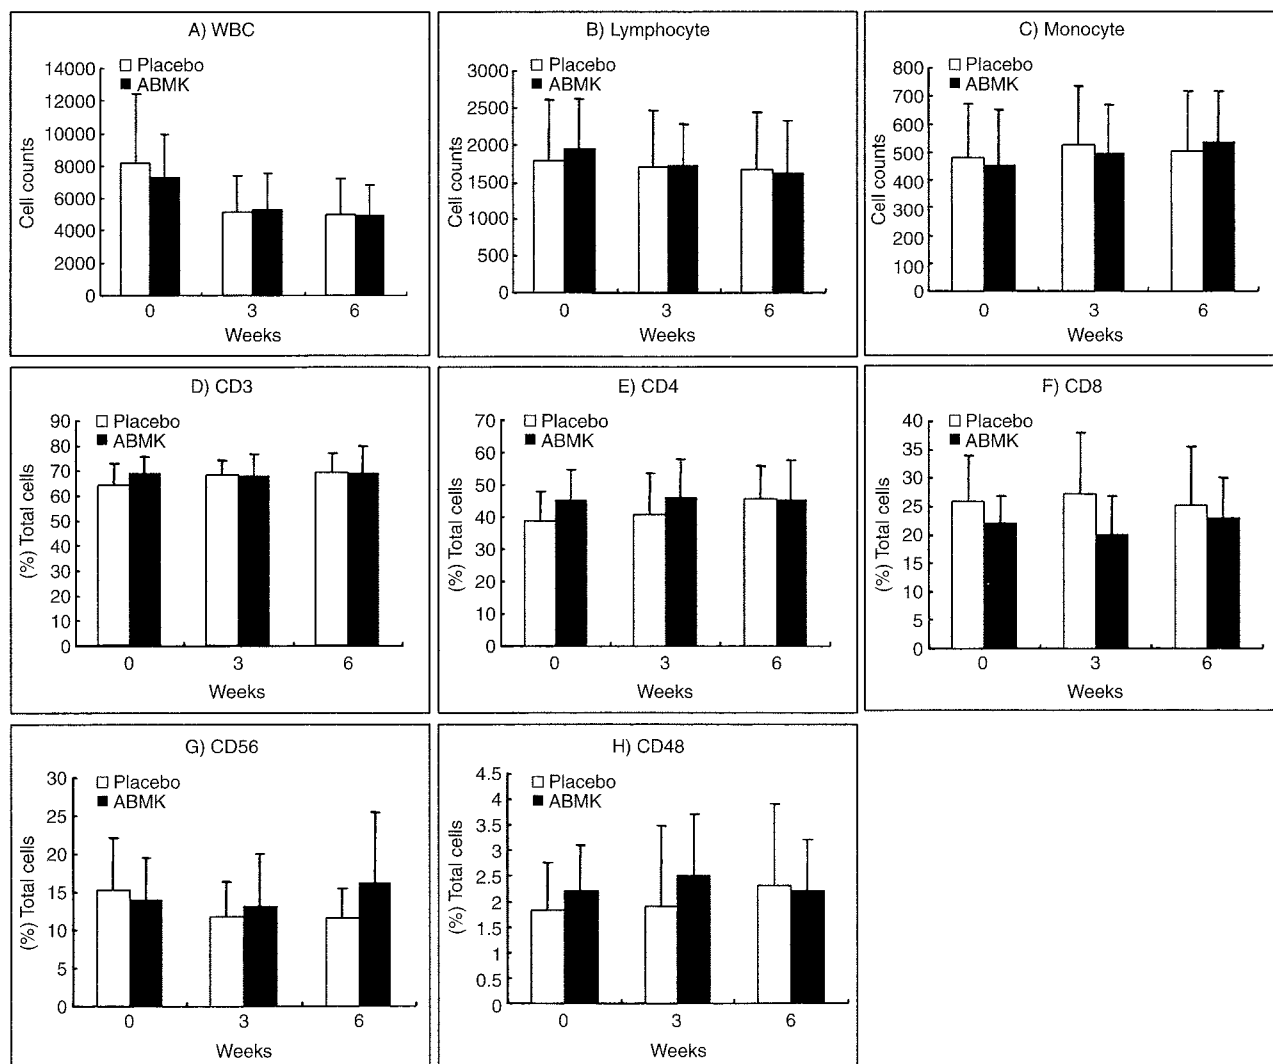 A) WBC
Placebo
ABMK
14000
12000
10000
8000
6000
4000
2000
0
Cell counts
0 3 6
Weeks
B) Lymphocyte
Placebo
ABMK
3000
2500
2000
1500
1000
500
0
Cell counts
0 3 6
Weeks
C) Monocyte
Placebo
ABMK
800
700
600
500
400
300
200
100
0
Cell counts
0 3 6
Weeks
D) CD3
Placebo
ABMK
90
80
70
60
50
40
30
20
10
0
(%) Total cells
0 3 6
Weeks
E) CD4
Placebo
ABMK
70
60
50
40
30
20
10
0
(%) Total cells
0 3 6
Weeks
F) CD8
Placebo
ABMK
40
35
30
25
20
15
10
5
0
(%) Total cells
0 3 6
Weeks
G) CD56
Placebo
ABMK
30
25
20
15
10
5
0
(%) Total cells
0 3 6
Weeks
H) CD48
Placebo
ABMK
4.5
4
3.5
3
2.5
2
1.5
1
0.5
0
(%) Total cells
0 3 6
Weeks